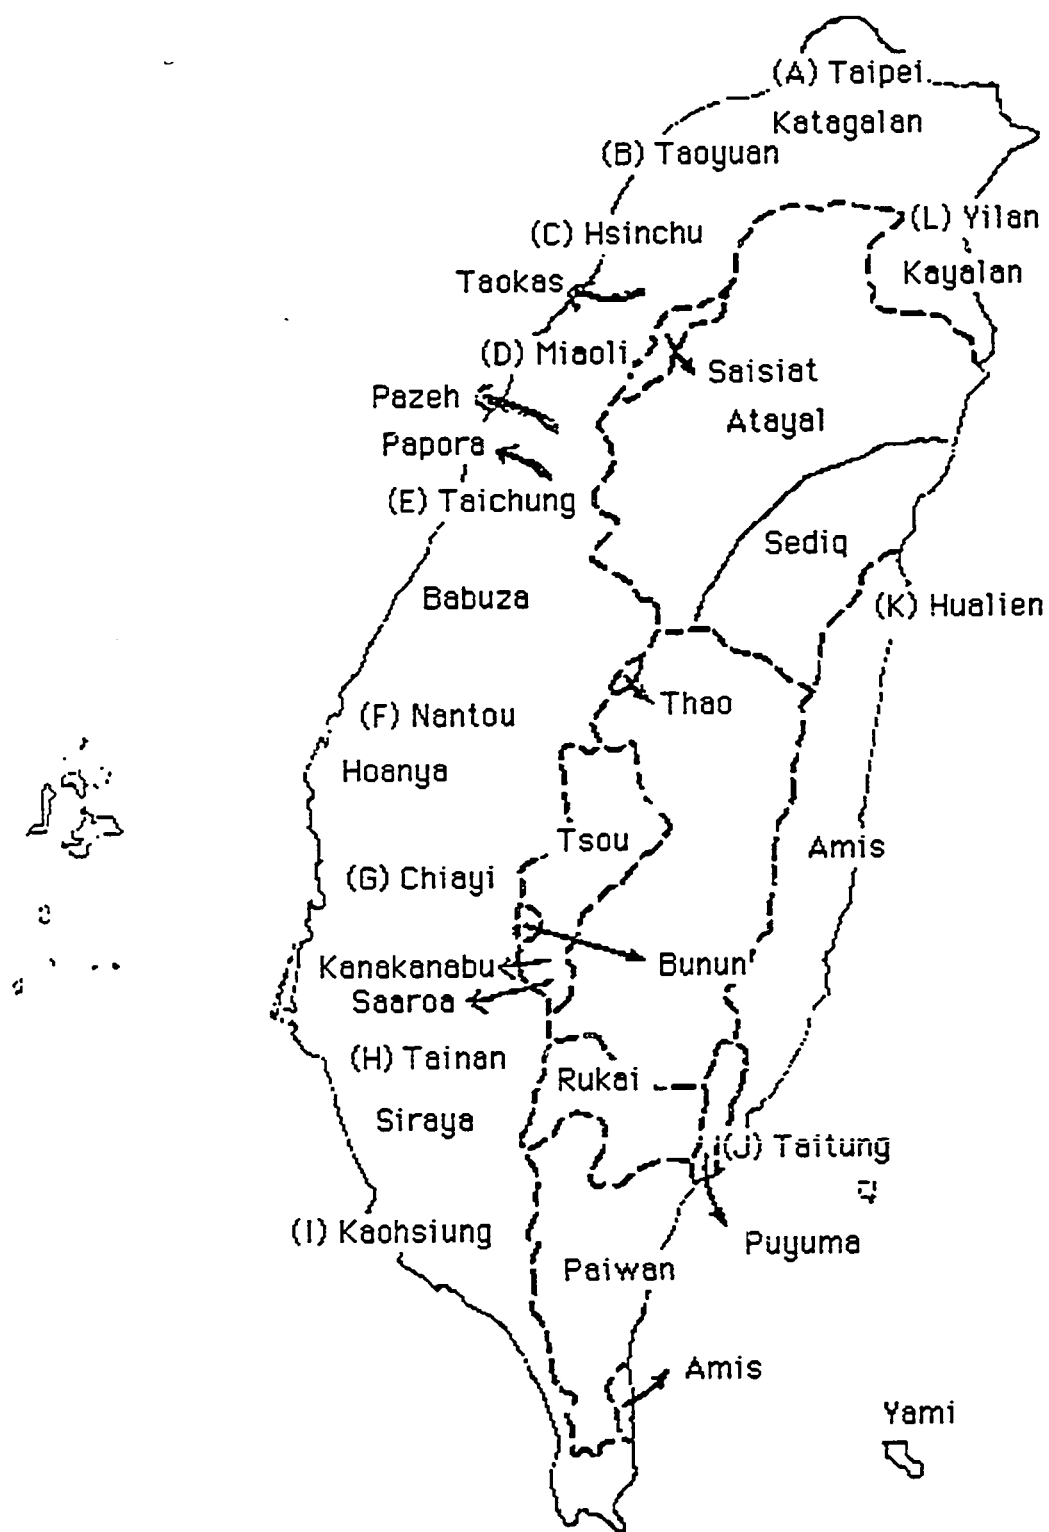 (A) Taipei
Katagalan
(B) Taoyuan
(L) Yilan
(C) Hsinchu
Kayalan
Taokas
(D) Miaoli
Saisiat
Pazeh
Atayal
Papora
(E) Taichung
Sediq
Babuza
(K) Hualien
Thao
(F) Nantou
Hoanya
Tsou
Amis
(G) Chiayi
Kanakanabu
Bunun
Saaroa
(H) Tainan
Rukai
Siraya
(J) Taitung
(I) Kaohsiung
Puyuma
Paiwan
Amis
Yami